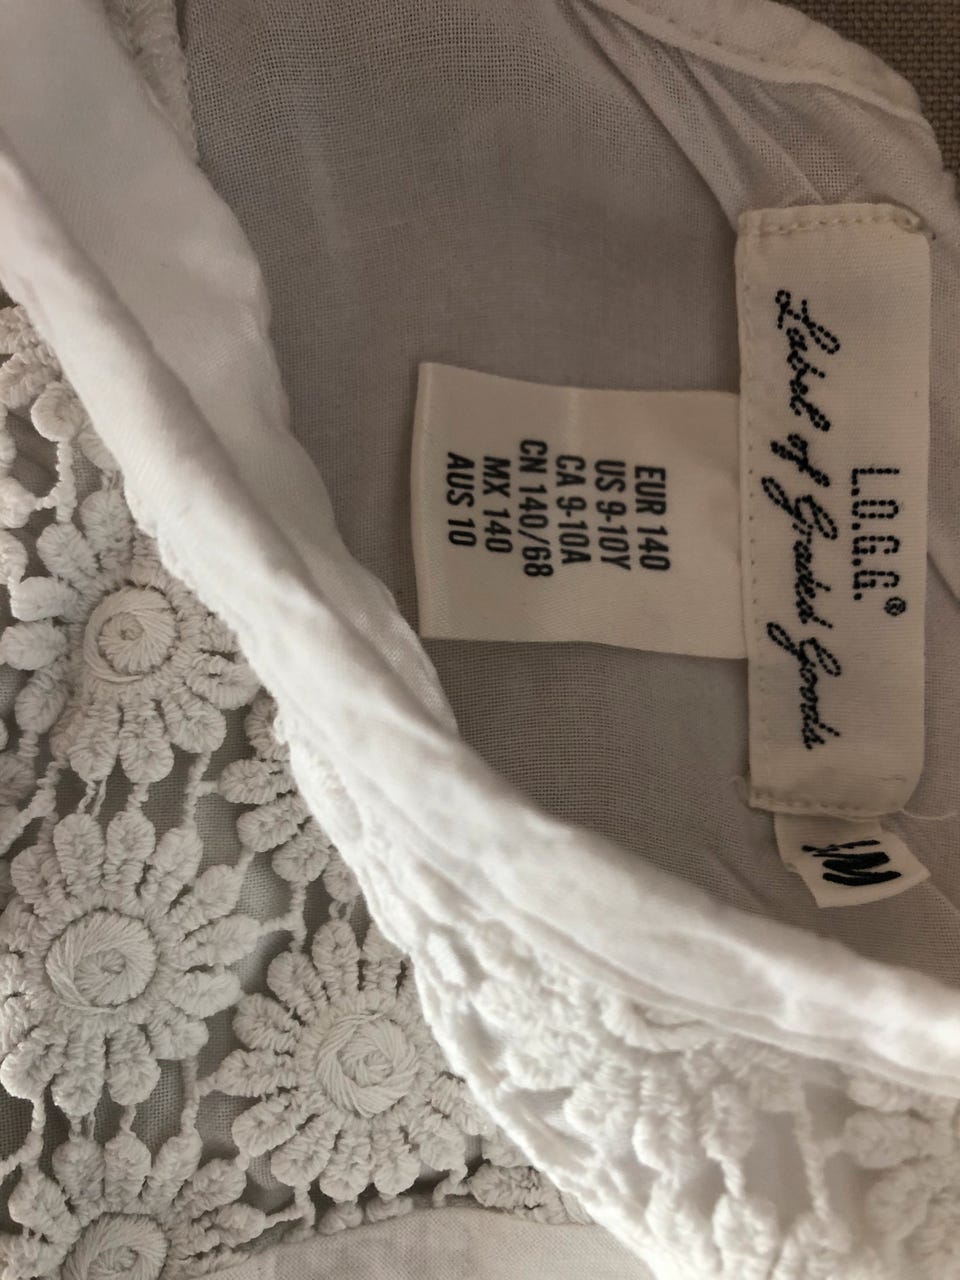 L.O.G.G.®
Label of Graded Goods
EUR 140
US 9-10Y
CA 9-10A
CN 140/68
MX 140
AUS 10